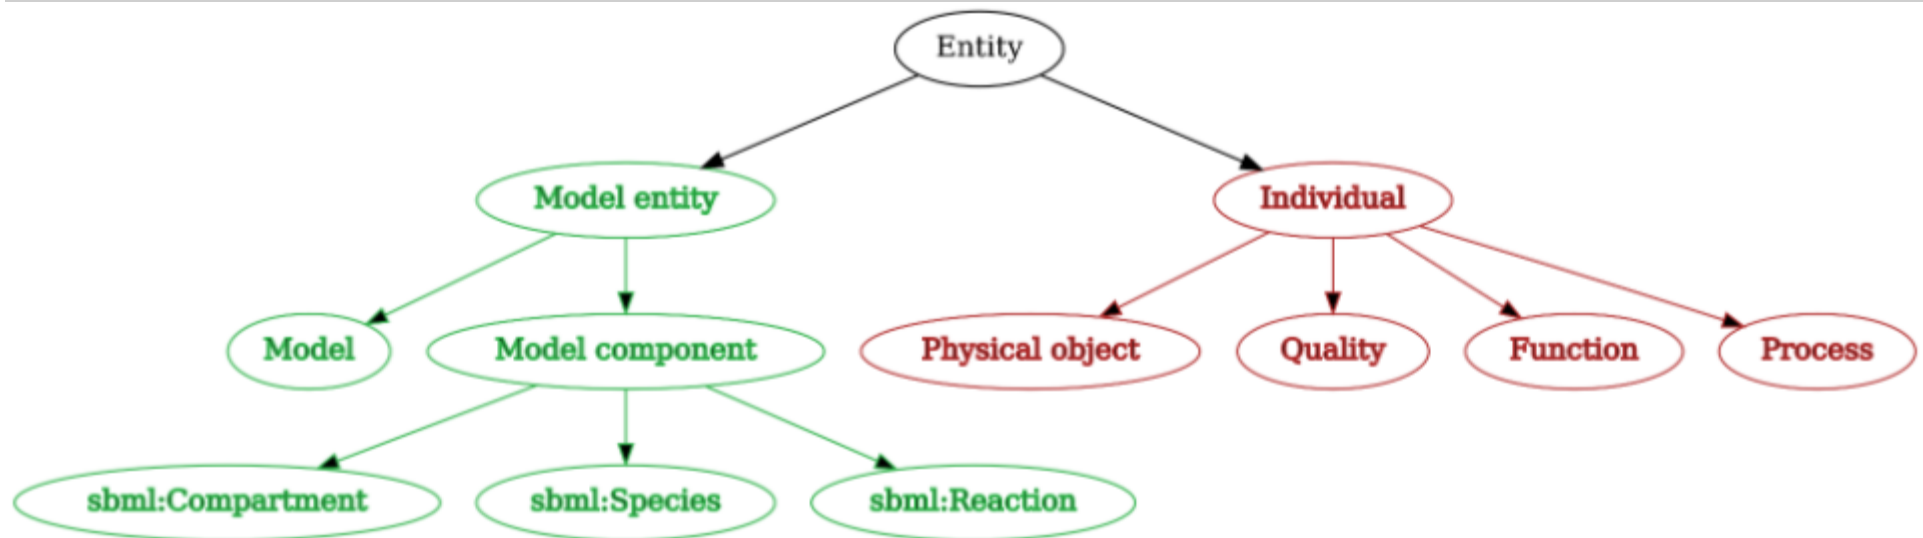 Entity
Model entity
Individual
Model
Model component
Physical object
Quality
Function
Process
sbml:Compartment
sbml:Species
sbml:Reaction